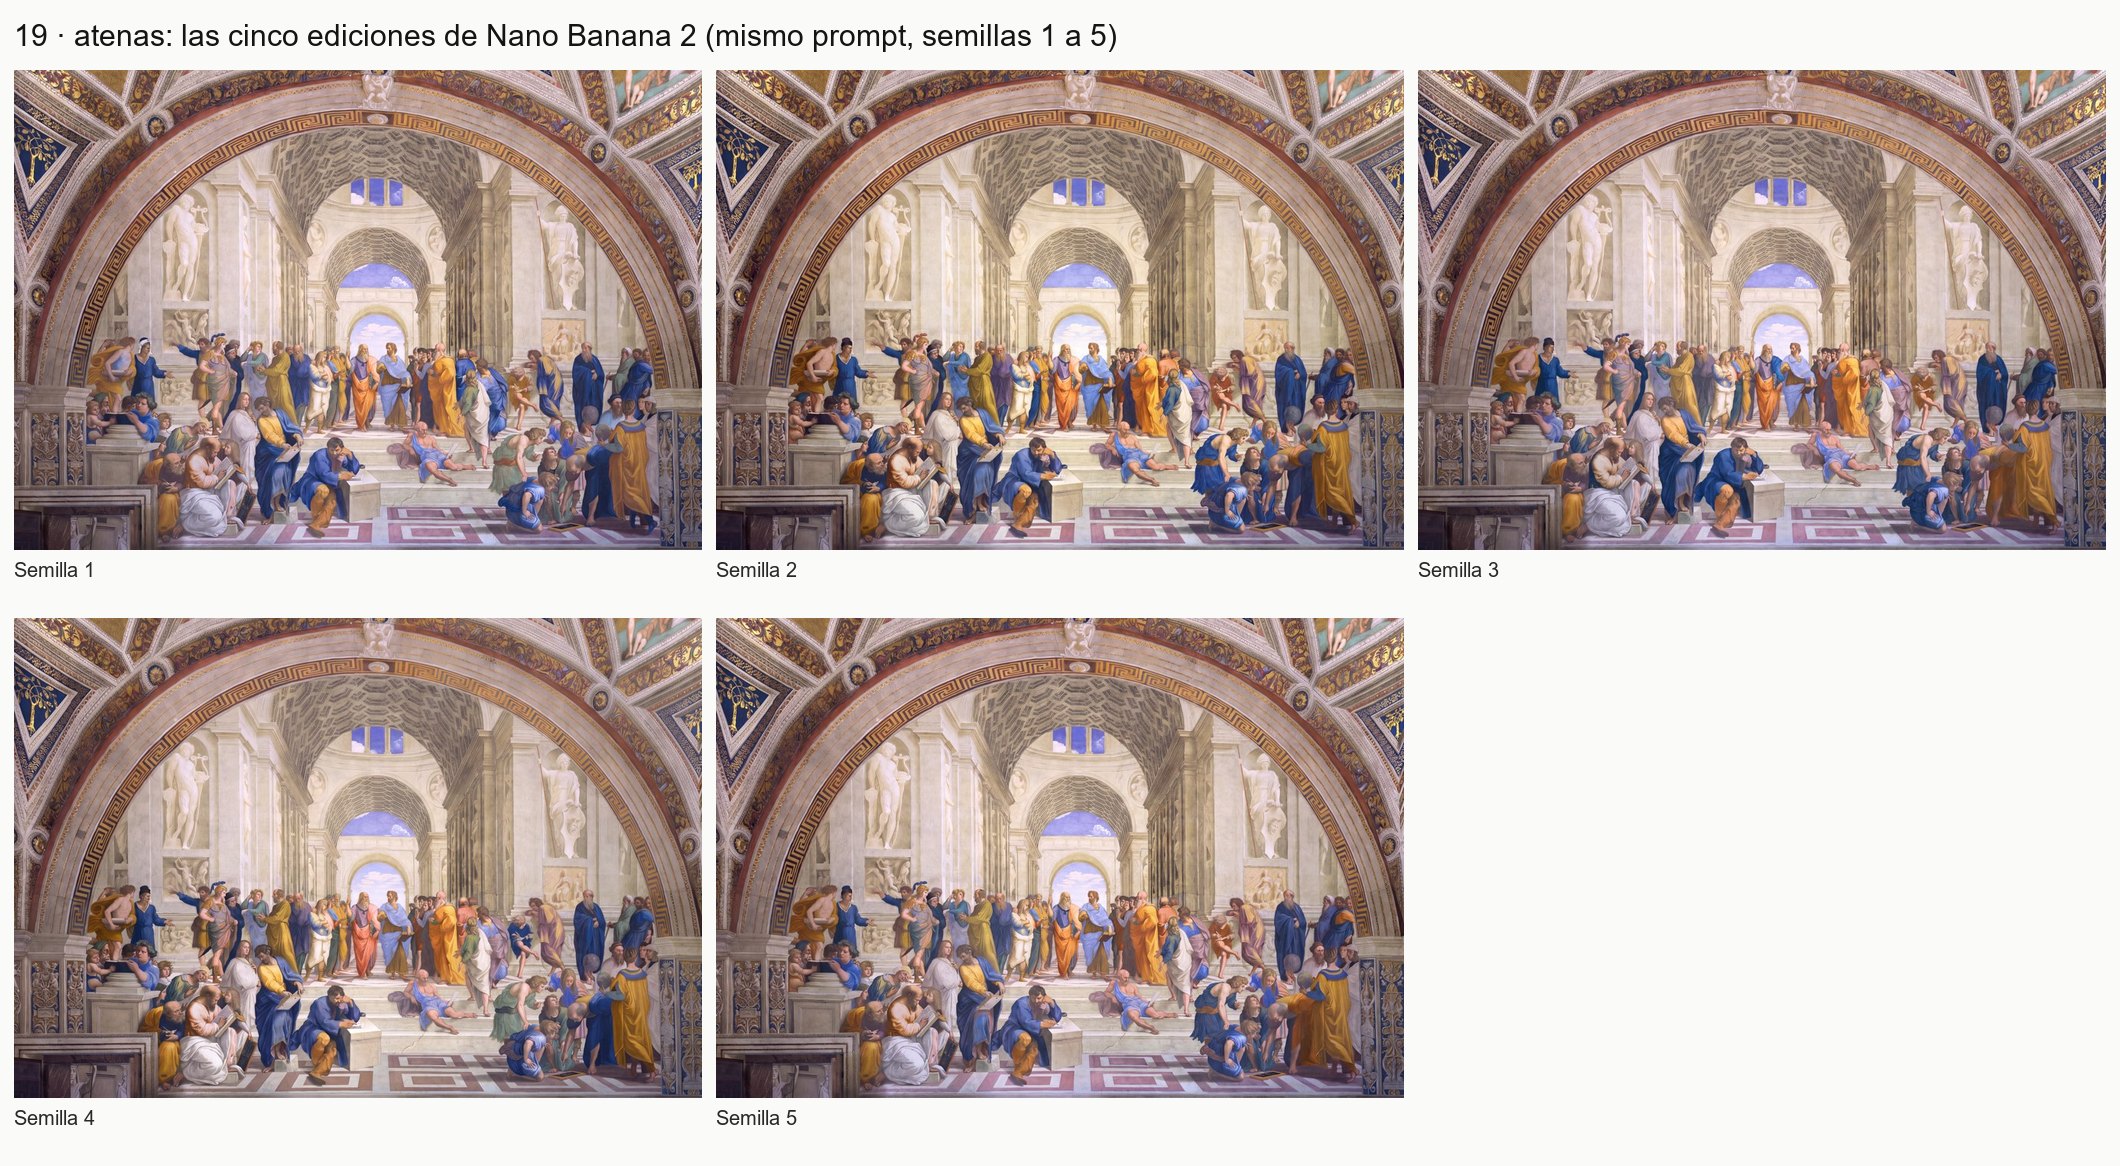 19 · atenas: las cinco ediciones de Nano Banana 2 (mismo prompt, semillas 1 a 5)
Semilla 1
Semilla 2
Semilla 3
Semilla 4
Semilla 5